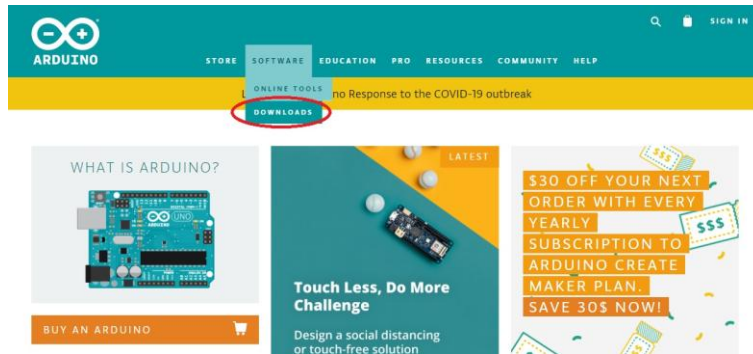 SIGN IN
ARDUINO
STORE SOFTWARE EDUCATION PRO RESOURCES COMMUNITY HELP
ONLINE TOOLS
no Response to the COVID-19 outbreak
DOWNLOADS
WHAT IS ARDUINO?
UNO
ARDUINO
BUY AN ARDUINO
LATEST
Touch Less, Do More
Challenge
Design a social distancing
or touch-free solution
$30 OFF YOUR NEXT
ORDER WITH EVERY
YEARLY
SUBSCRIPTION TO
ARDUINO CREATE
MAKER PLAN.
SAVE 30$ NOW!
$$$
$$$
$$$